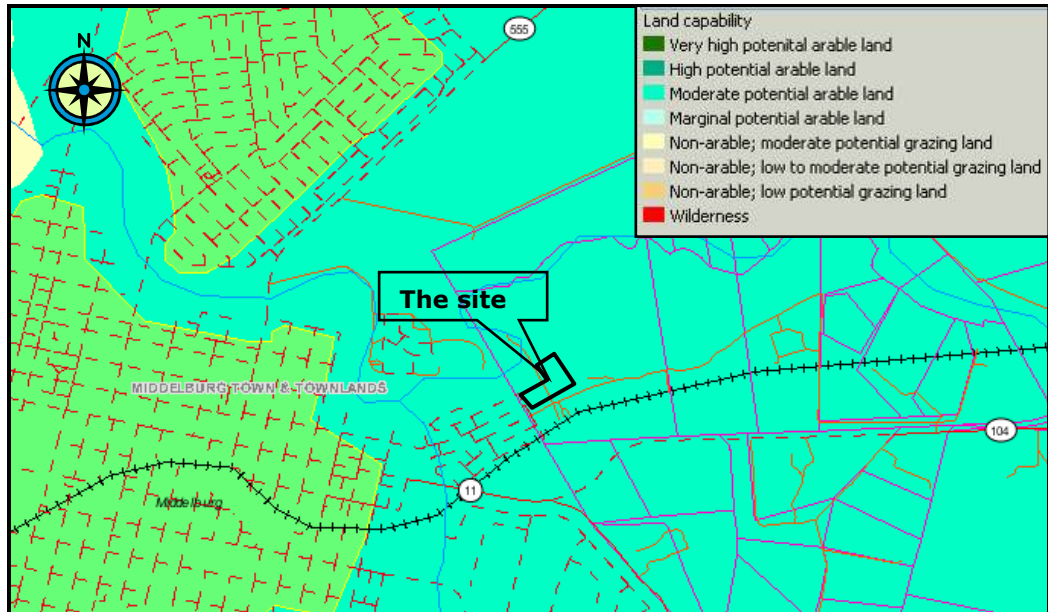 N
555
Land capability
Very high potenital arable land
High potential arable land
Moderate potential arable land
Marginal potential arable land
Non-arable; moderate potential grazing land
Non-arable; low to moderate potential grazing land
Non-arable; low potential grazing land
Wilderness
The site
MIDDELBURG TOWN & TOWNLANDS
104
11
Middelburg